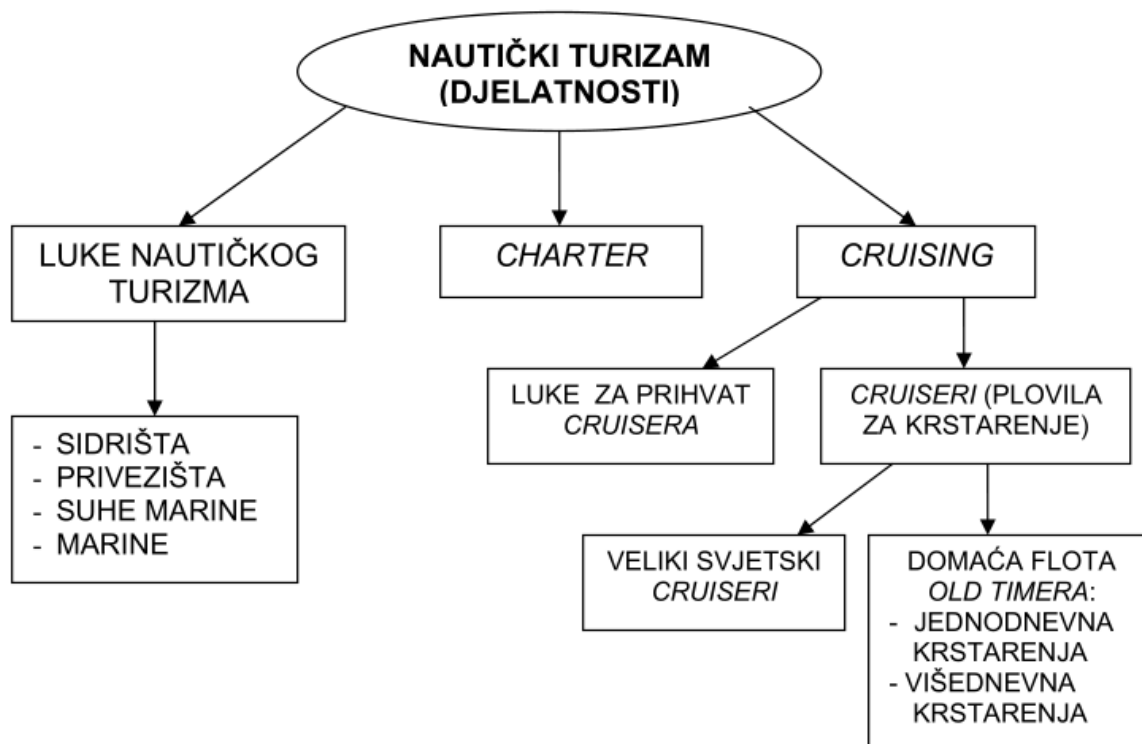 NAUTIČKI TURIZAM
(DJELATNOSTI)
LUKE NAUTIČKOG
TURIZMA
CHARTER
CRUISING
LUKE ZA PRIHVAT
CRUISERA
CRUISERI (PLOVILA
ZA KRSTARENJE)
- SIDRIŠTA
- PRIVEZIŠTA
- SUHE MARINE
- MARINE
VELIKI SVJETSKI
CRUISERI
DOMAĆA FLOTA
OLD TIMERA:
- JEDNODNEVNA
KRSTARENJA
- VIŠEDNEVNA
KRSTARENJA